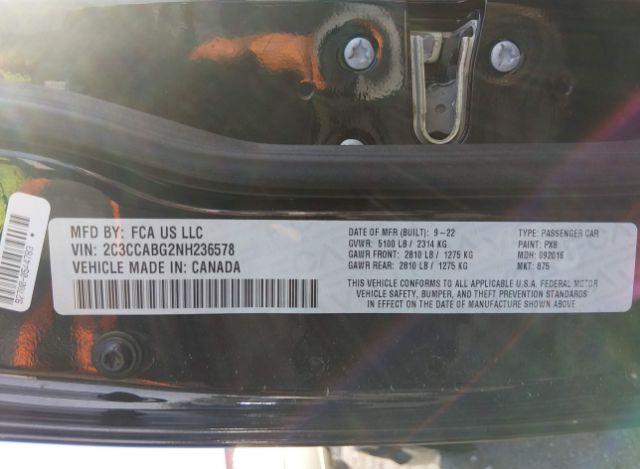 MFD BY: FCA US LLC
VIN: 2C3CCABG2NH236578
VEHICLE MADE IN: CANADA
DATE OF MFR (BUILT): 9-22
GVWR: 5100 LB / 2314 KG
GAWR FRONT: 2810 LB / 1275 KG
GAWR REAR: 2810 LB / 1275 KG
TYPE: PASSENGER CAR
PAINT: PX8
MDH: 092016
MKT: 875
THIS VEHICLE CONFORMS TO ALL APPLICABLE U.S.A. FEDERAL MOTOR
VEHICLE SAFETY, BUMPER, AND THEFT PREVENTION STANDARDS
IN EFFECT ON THE DATE OF MANUFACTURE SHOWN ABOVE